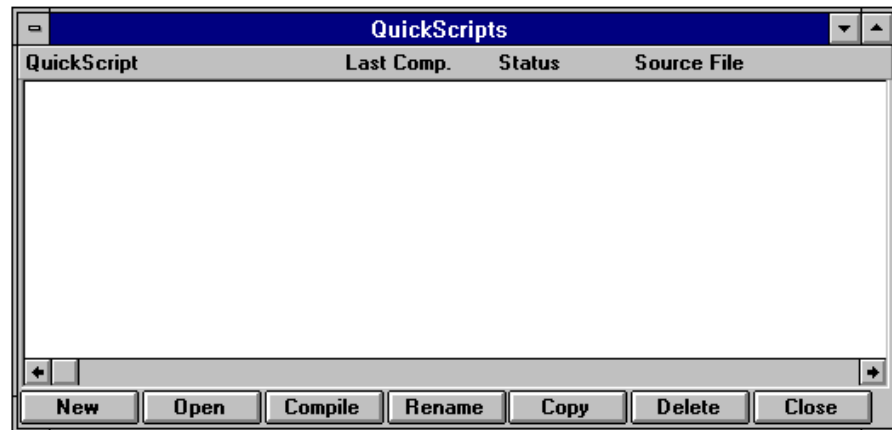 QuickScripts
QuickScript Last Comp. Status Source File
New Open Compile Rename Copy Delete Close